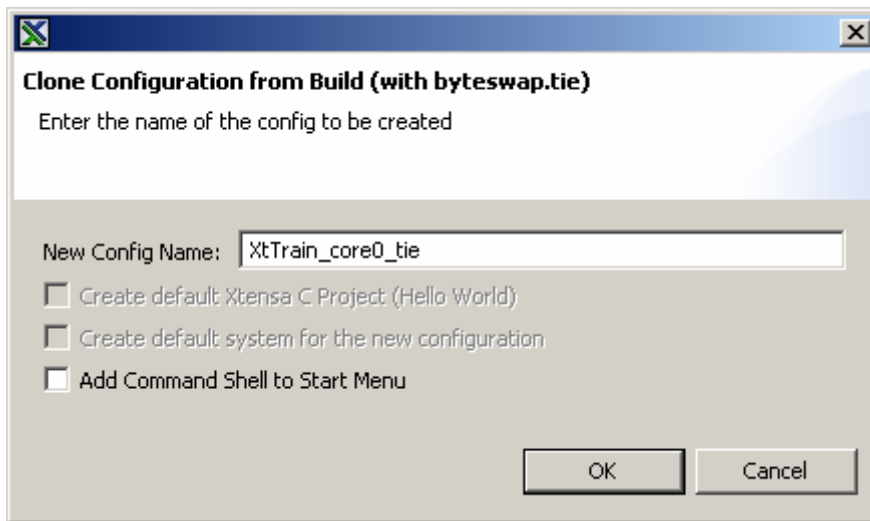 Clone Configuration from Build (with byteswap.tie)
Enter the name of the config to be created
New Config Name: XtTrain_core0_tie
Create default Xtensa C Project (Hello World)
Create default system for the new configuration
Add Command Shell to Start Menu
OK Cancel